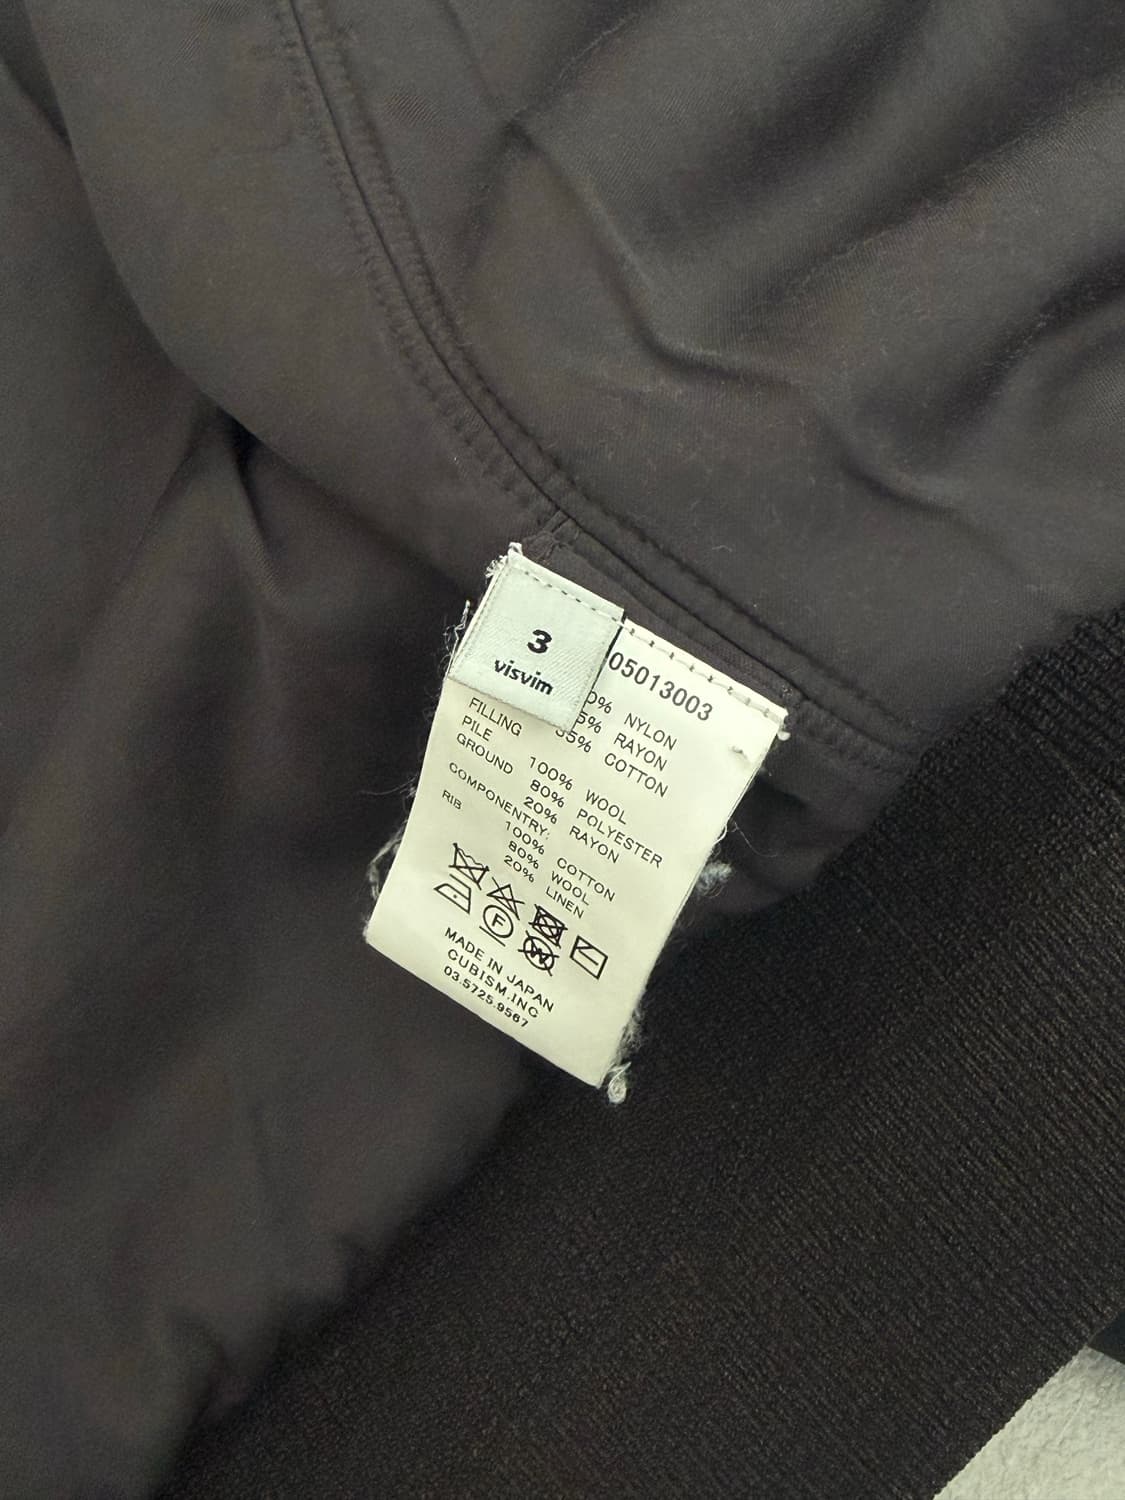 3
visvim
05013003
0% NYLON
5% RAYON
35% COTTON
FILLING
PILE 100% WOOL
GROUND 80% POLYESTER
20% RAYON
COMPONENTRY:
RIB 100% COTTON
80% WOOL
20% LINEN
F
W
MADE IN JAPAN
CUBISM.INC
03.5725.9567